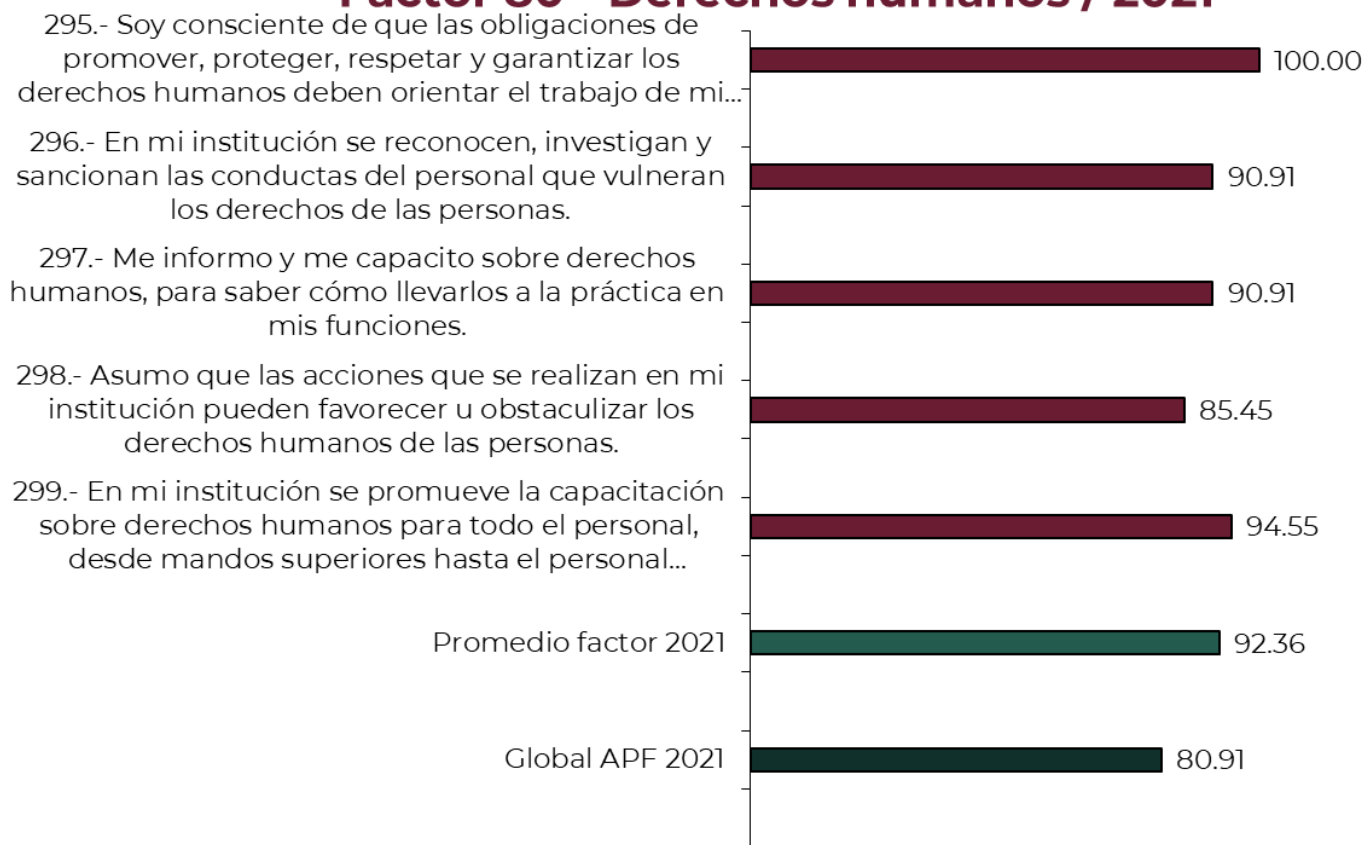 Factor 86 - Derechos humanos / 2021
295.- Soy consciente de que las obligaciones de
promover, proteger, respetar y garantizar los
derechos humanos deben orientar el trabajo de mi...
100.00
296.- En mi institución se reconocen, investigan y
sancionan las conductas del personal que vulneran
los derechos de las personas.
90.91
297.- Me informo y me capacito sobre derechos
humanos, para saber cómo llevarlos a la práctica en
mis funciones.
90.91
298.- Asumo que las acciones que se realizan en mi
institución pueden favorecer u obstaculizar los
derechos humanos de las personas.
85.45
299.- En mi institución se promueve la capacitación
sobre derechos humanos para todo el personal,
desde mandos superiores hasta el personal...
94.55
Promedio factor 2021
92.36
Global APF 2021
80.91